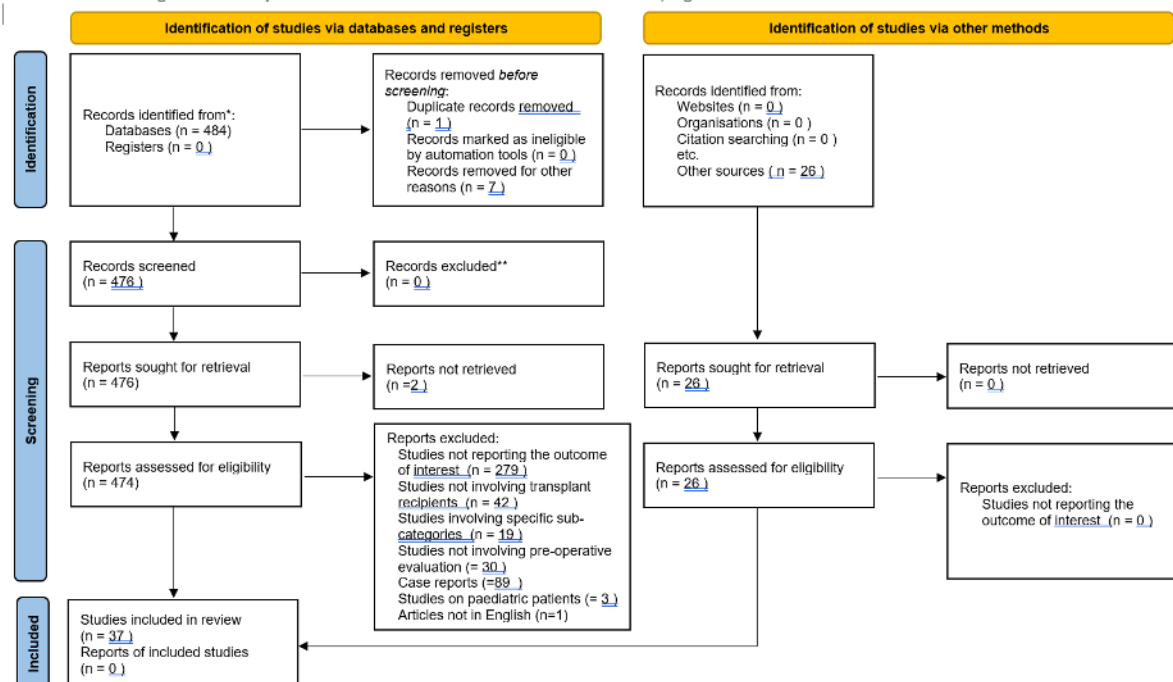 Identification of studies via databases and registers
Identification of studies via other methods
Identification
Records identified from*:
Databases (n = 484)
Registers (n = 0 )
Records removed before
screening:
Duplicate records removed
(n = 1 )
Records marked as ineligible
by automation tools (n = 0 )
Records removed for other
reasons (n = 7 )
Records identified from:
Websites (n = 0 )
Organisations (n = 0 )
Citation searching (n = 0 )
etc.
Other sources ( n = 26 )
Screening
Records screened
(n = 476 )
Records excluded**
(n = 0 )
Reports sought for retrieval
(n = 476)
Reports not retrieved
(n =2 )
Reports sought for retrieval
(n = 26 )
Reports not retrieved
(n = 0 )
Reports assessed for eligibility
(n = 474)
Reports excluded:
Studies not reporting the outcome
of interest (n = 279 )
Studies not involving transplant
recipients (n = 42 )
Studies involving specific sub-
categories (n = 19 )
Studies not involving pre-operative
evaluation (= 30 )
Case reports (=89 )
Studies on paediatric patients (= 3 )
Articles not in English (n=1)
Reports assessed for eligibility
(n = 26 )
Reports excluded:
Studies not reporting the
outcome of interest (n = 0 )
Included
Studies included in review
(n = 37 )
Reports of included studies
(n = 0 )